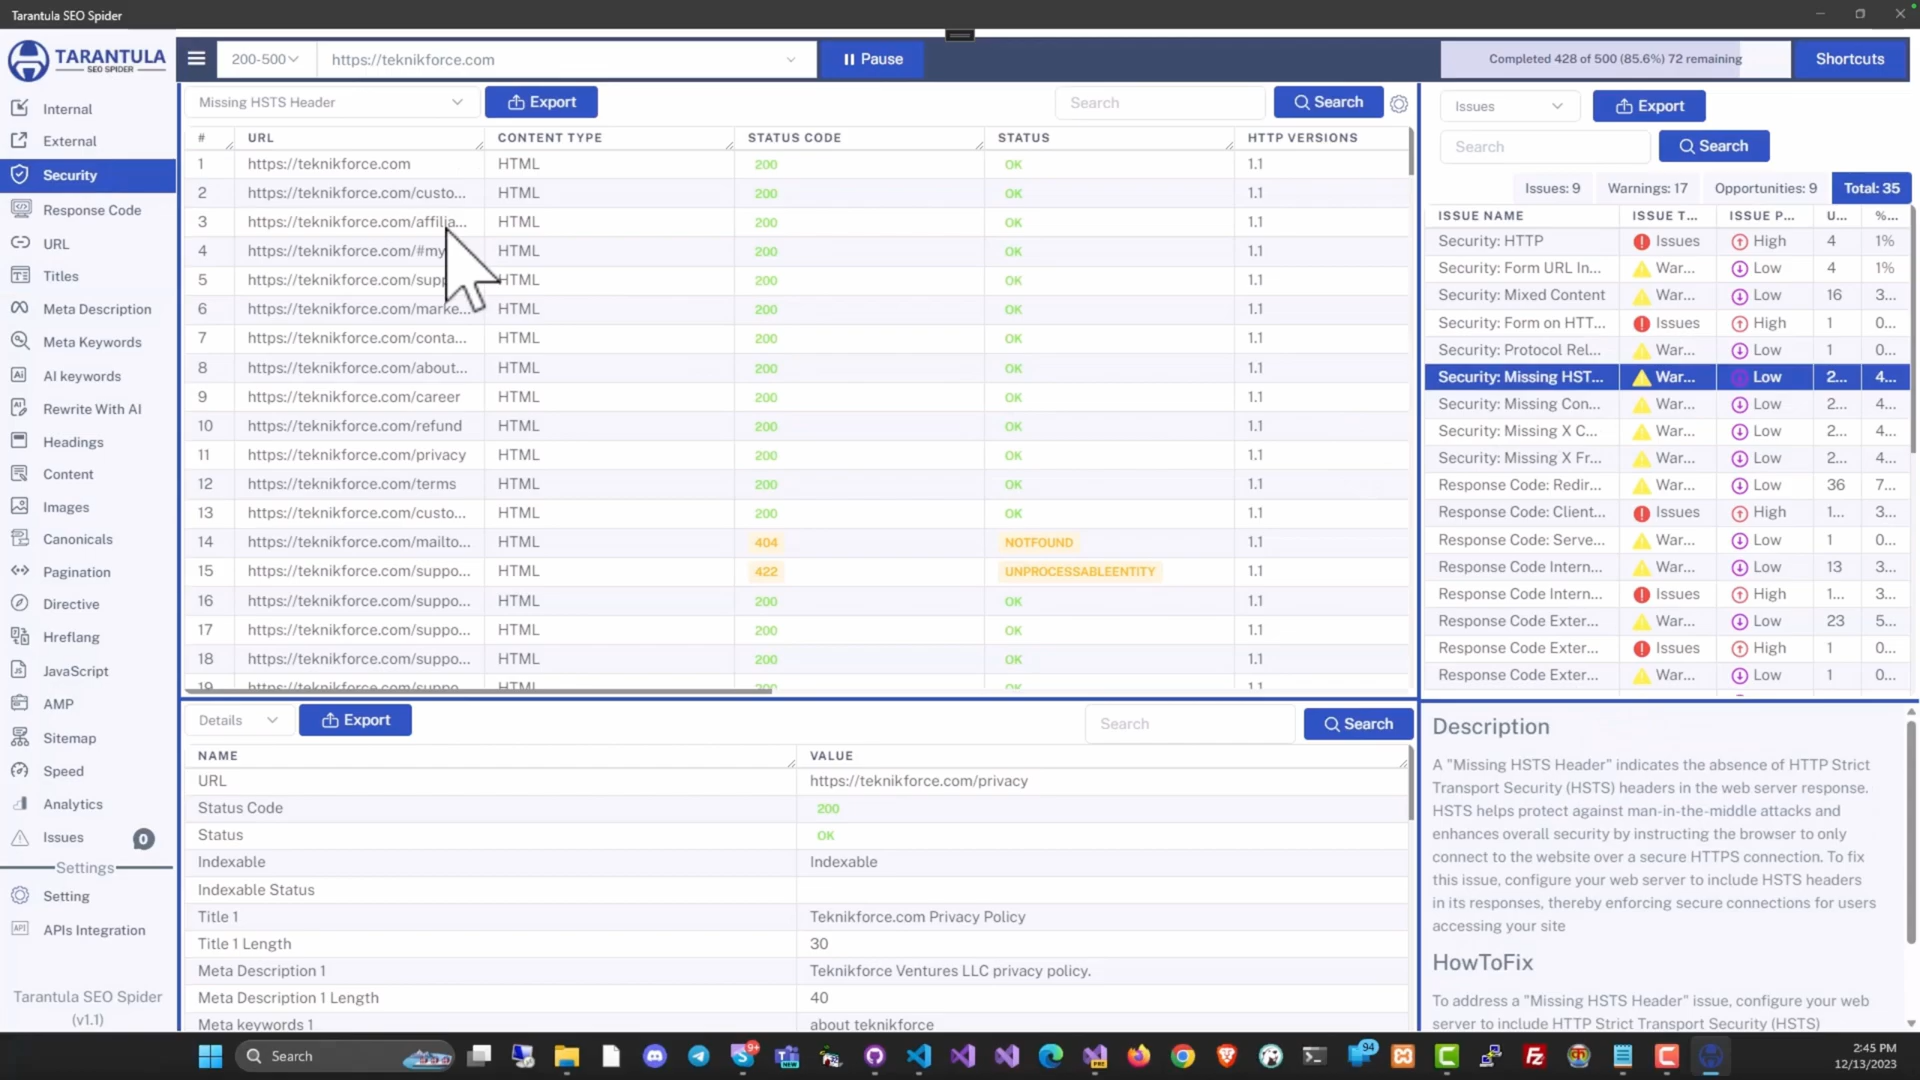 Tarantula SEO Spider
TARANTULA
SEO SPIDER
200-500
https://teknikforce.com
Pause
Completed 428 of 500 (85.6%) 72 remaining
Shortcuts
Internal
External
Security
Response Code
URL
Titles
Meta Description
Meta Keywords
AI keywords
Rewrite With AI
Headings
Content
Images
Canonicals
Pagination
Directive
Hreflang
JavaScript
AMP
Sitemap
Speed
Analytics
Issues 0
Settings
Setting
APIs Integration
Tarantula SEO Spider
(v1.1)
Missing HSTS Header
Export
Search
Search
# URL CONTENT TYPE STATUS CODE STATUS HTTP VERSIONS
1 https://teknikforce.com HTML 200 OK 1.1
2 https://teknikforce.com/custo... HTML 200 OK 1.1
3 https://teknikforce.com/affilia... HTML 200 OK 1.1
4 https://teknikforce.com/#my HTML 200 OK 1.1
5 https://teknikforce.com/supp HTML 200 OK 1.1
6 https://teknikforce.com/marke... HTML 200 OK 1.1
7 https://teknikforce.com/conta... HTML 200 OK 1.1
8 https://teknikforce.com/about... HTML 200 OK 1.1
9 https://teknikforce.com/career HTML 200 OK 1.1
10 https://teknikforce.com/refund HTML 200 OK 1.1
11 https://teknikforce.com/privacy HTML 200 OK 1.1
12 https://teknikforce.com/terms HTML 200 OK 1.1
13 https://teknikforce.com/custo... HTML 200 OK 1.1
14 https://teknikforce.com/mailto... HTML 404 NOTFOUND 1.1
15 https://teknikforce.com/suppo... HTML 422 UNPROCESSABLEENTITY 1.1
16 https://teknikforce.com/suppo... HTML 200 OK 1.1
17 https://teknikforce.com/suppo... HTML 200 OK 1.1
18 https://teknikforce.com/suppo... HTML 200 OK 1.1
19 https://teknikforce.com/suppo... HTML 200 OK 1.1
Details
Export
Search
Search
NAME VALUE
URL https://teknikforce.com/privacy
Status Code 200
Status OK
Indexable Indexable
Indexable Status
Title 1 Teknikforce.com Privacy Policy
Title 1 Length 30
Meta Description 1 Teknikforce Ventures LLC privacy policy.
Meta Description 1 Length 40
Meta keywords 1 about teknikforce
Issues
Export
Search
Search
Issues: 9 Warnings: 17 Opportunities: 9 Total: 35
ISSUE NAME ISSUE T... ISSUE P... U... %...
Security: HTTP Issues High 4 1%
Security: Form URL In... War... Low 4 1%
Security: Mixed Content War... Low 16 3...
Security: Form on HTT... Issues High 1 0...
Security: Protocol Rel... War... Low 1 0...
Security: Missing HST... War... Low 2... 4...
Security: Missing Con... War... Low 2... 4...
Security: Missing X C... War... Low 2... 4...
Security: Missing X Fr... War... Low 2... 4...
Response Code: Redir... War... Low 36 7...
Response Code: Client... Issues High 1... 3...
Response Code: Serve... War... Low 1 0...
Response Code Intern... War... Low 13 3...
Response Code Intern... Issues High 1... 3...
Response Code Exter... War... Low 23 5...
Response Code Exter... Issues High 1 0...
Response Code Exter... War... Low 1 0...
Description
A "Missing HSTS Header" indicates the absence of HTTP Strict
Transport Security (HSTS) headers in the web server response.
HSTS helps protect against man-in-the-middle attacks and
enhances overall security by instructing the browser to only
connect to the website over a secure HTTPS connection. To fix
this issue, configure your web server to include HSTS headers
in its responses, thereby enforcing secure connections for users
accessing your site
HowToFix
To address a "Missing HSTS Header" issue, configure your web
server to include HTTP Strict Transport Security (HSTS)
Search
9+
NEW
PRE
94
2:45 PM
12/13/2023